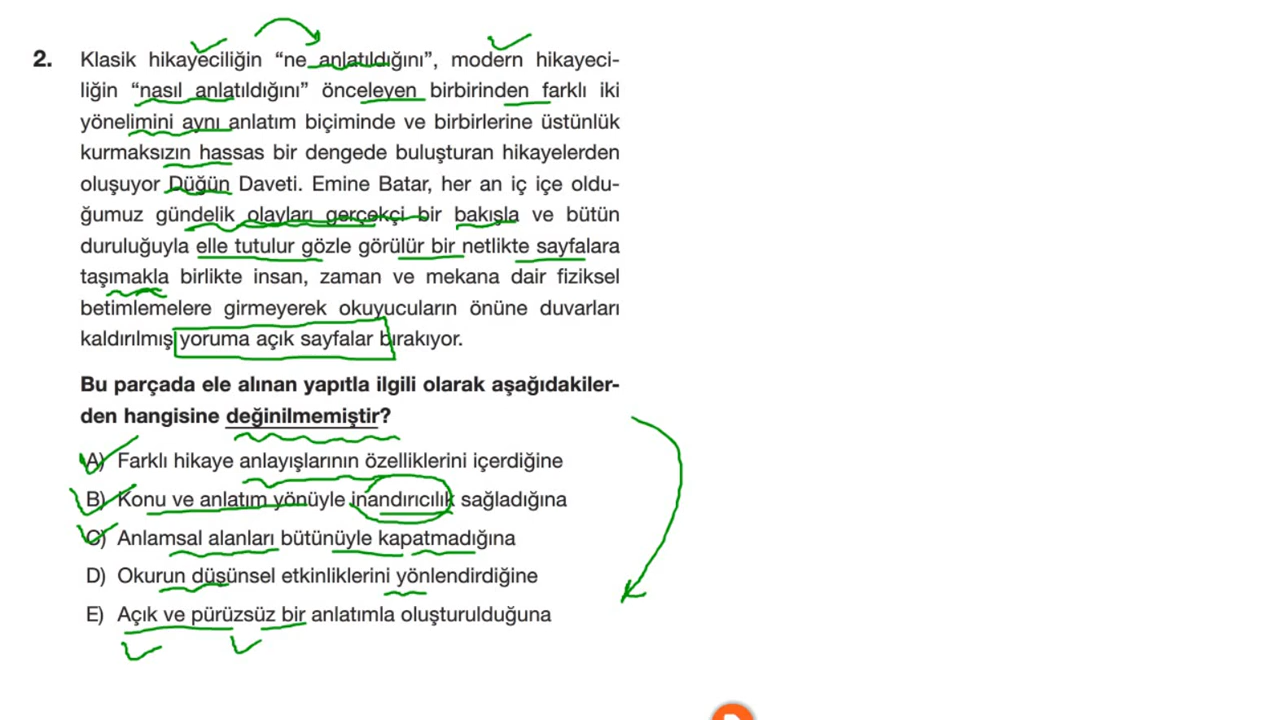 2. Klasik hikayeciliğin “ne anlatıldığını”, modern hikayeci-
liğin “nasıl anlatıldığını” önceleyen birbirinden farklı iki
yönelimini aynı anlatım biçiminde ve birbirlerine üstünlük
kurmaksızın hassas bir dengede buluşturan hikayelerden
oluşuyor Düğün Daveti. Emine Batar, her an iç içe oldu-
ğumuz gündelik olayları gerçekçi bir bakışla ve bütün
duruluğuyla elle tutulur gözle görülür bir netlikte sayfalara
taşımakla birlikte insan, zaman ve mekana dair fiziksel
betimlemelere girmeyerek okuyucuların önüne duvarları
kaldırılmış yoruma açık sayfalar bırakıyor.
Bu parçada ele alınan yapıtla ilgili olarak aşağıdakiler-
den hangisine değinilmemiştir?
A) Farklı hikaye anlayışlarının özelliklerini içerdiğine
B) Konu ve anlatım yönüyle inandırıcılık sağladığına
C) Anlamsal alanları bütünüyle kapatmadığına
D) Okurun düşünsel etkinliklerini yönlendirdiğine
E) Açık ve pürüzsüz bir anlatımla oluşturulduğuna